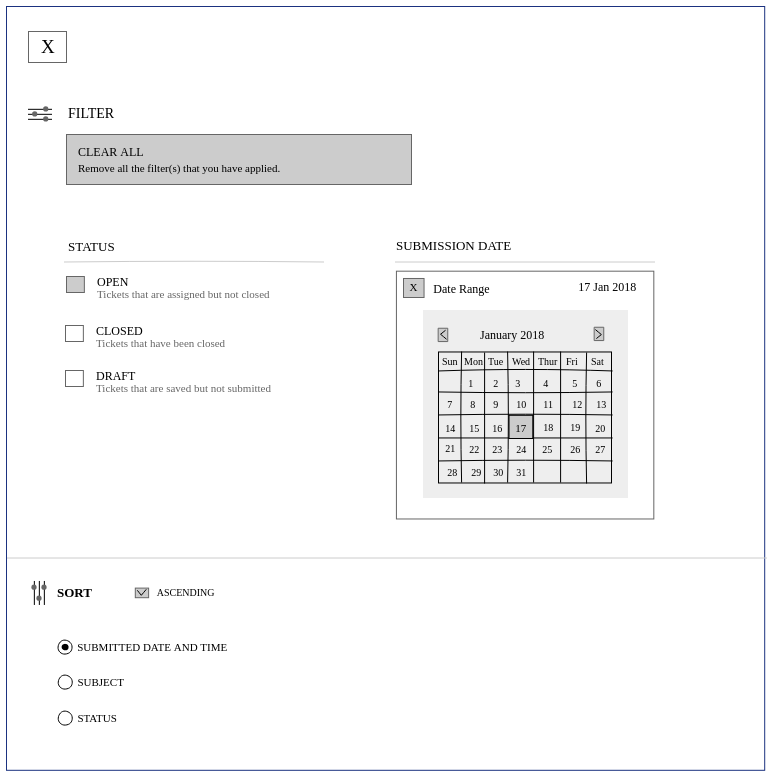 X
FILTER
CLEAR ALL
Remove all the filter(s) that you have applied.
STATUS
OPEN
Tickets that are assigned but not closed
CLOSED
Tickets that have been closed
DRAFT
Tickets that are saved but not submitted
SUBMISSION DATE
X Date Range 17 Jan 2018
January 2018
Sun Mon Tue Wed Thur Fri Sat
1 2 3 4 5 6
7 8 9 10 11 12 13
14 15 16 17 18 19 20
21 22 23 24 25 26 27
28 29 30 31
SORT ASCENDING
SUBMITTED DATE AND TIME
SUBJECT
STATUS